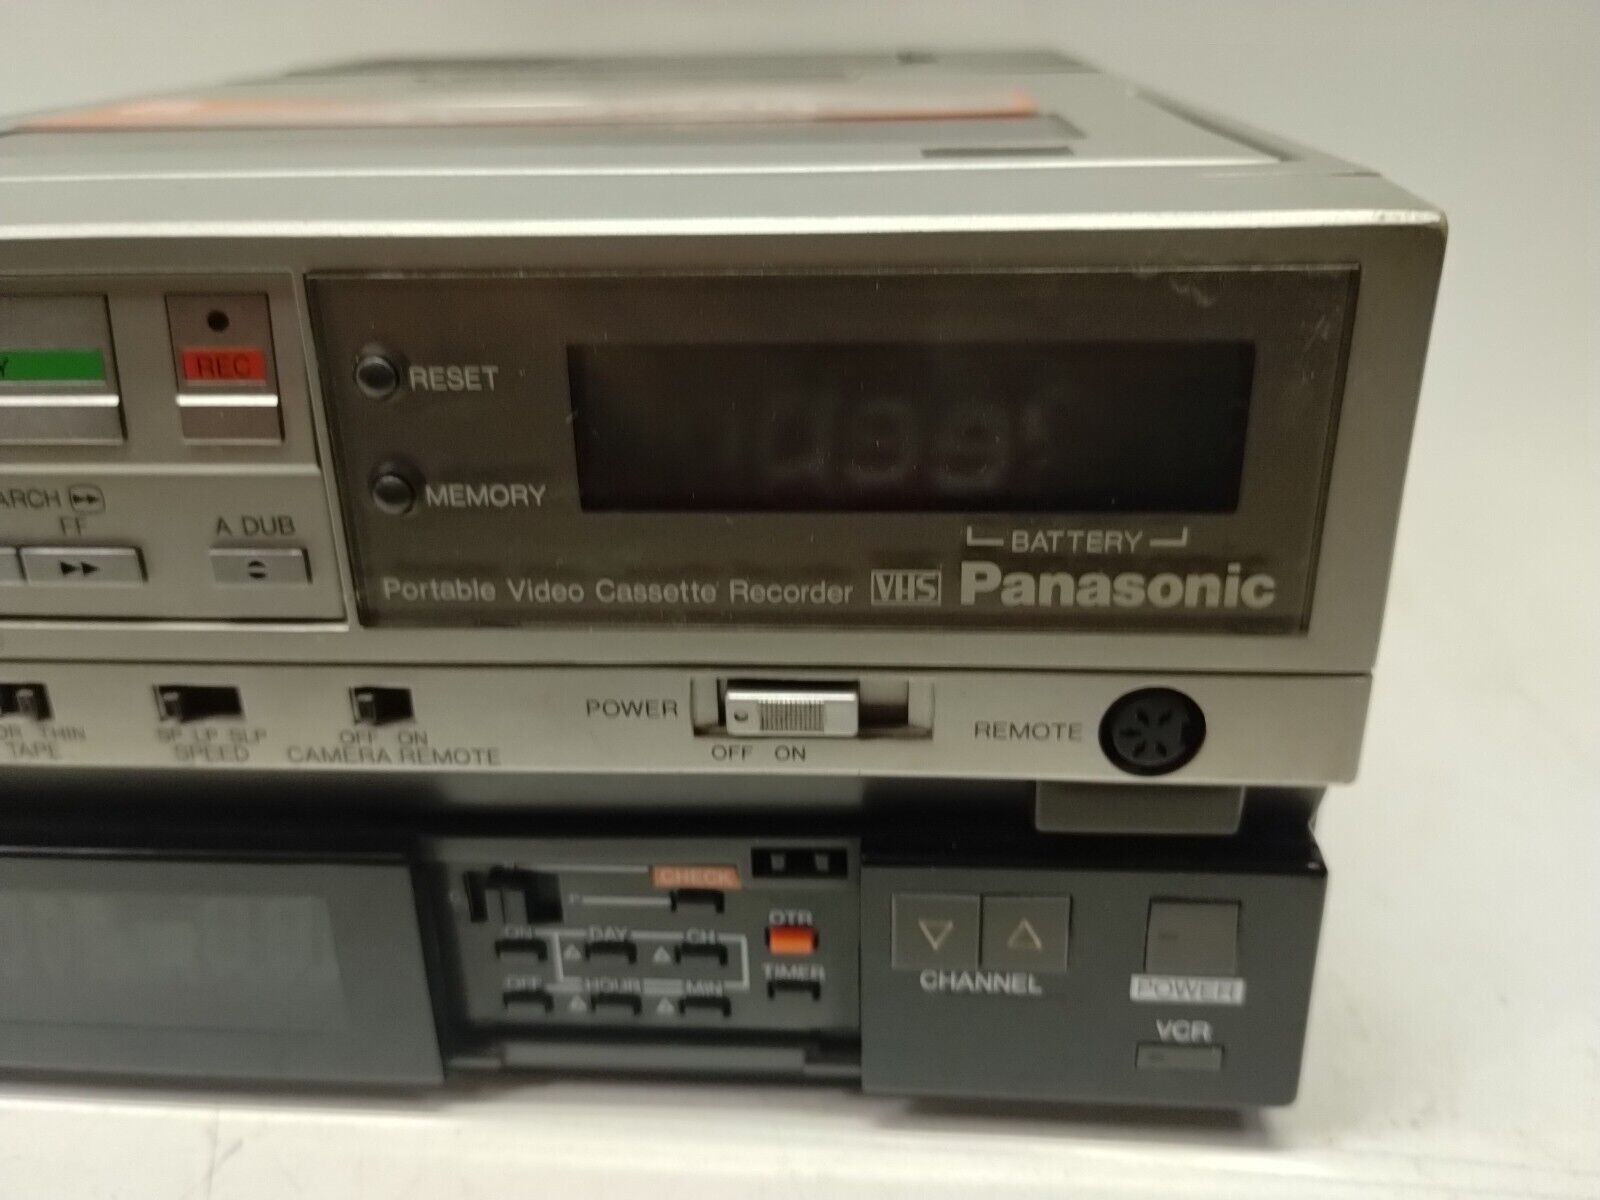 REC
RESET
MEMORY
ARCH
FF
A DUB
BATTERY
Portable Video Cassette Recorder VHS Panasonic
POWER
OFF ON
REMOTE
THIN
TAPE
SP LP SLP
SPEED
OFF ON
CAMERA REMOTE
CHECK
OTR
ON DAY CH
TIMER
OFF HOUR MIN
CHANNEL
POWER
VCR